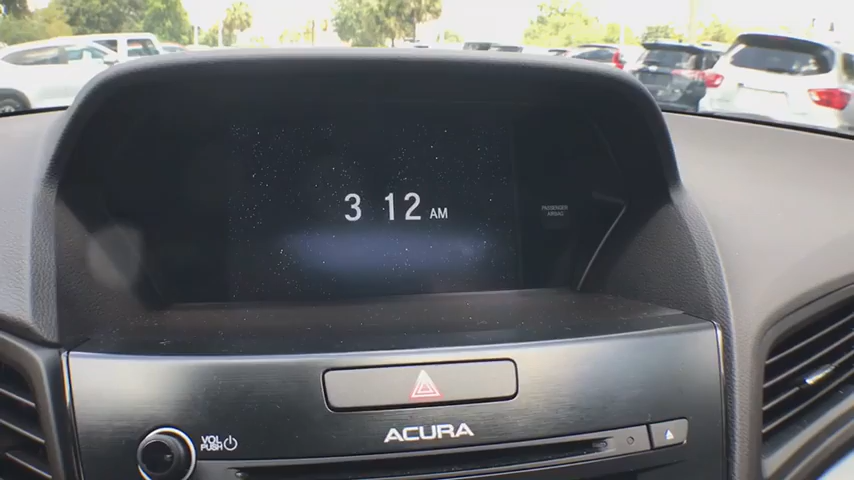 3 12 AM
PASSENGER
AIRBAG
VOL
PUSH
ACURA